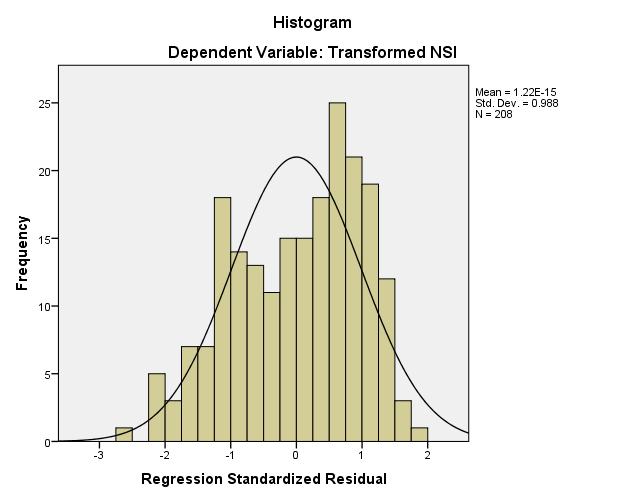 Histogram
Dependent Variable: Transformed NSI
Mean = 1.22E-15
Std. Dev. = 0.988
N = 208
25
20
15
10
5
0
Frequency
-3 -2 -1 0 1 2
Regression Standardized Residual